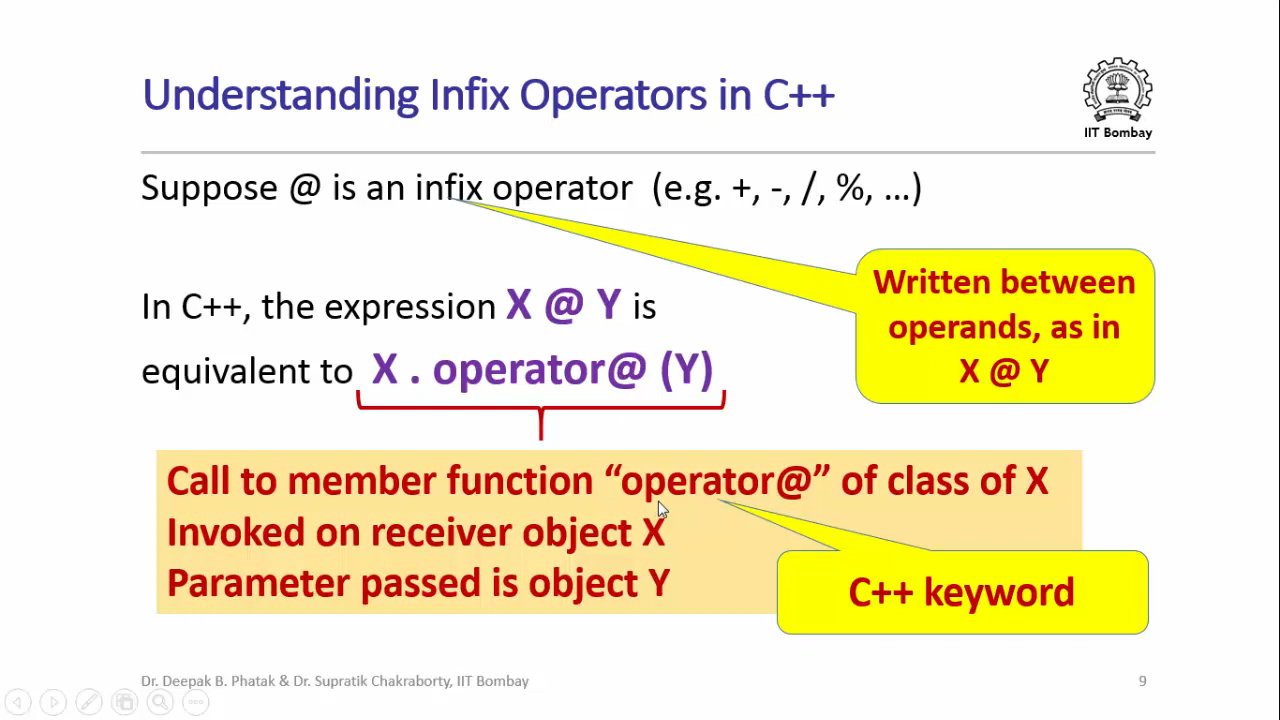 Understanding Infix Operators in C++
IIT Bombay
Suppose @ is an infix operator (e.g. +, -, /, %, …)
Written between
operands, as in
X @ Y
In C++, the expression X @ Y is
equivalent to X . operator@ (Y)
Call to member function “operator@” of class of X
Invoked on receiver object X
Parameter passed is object Y
C++ keyword
Dr. Deepak B. Phatak & Dr. Supratik Chakraborty, IIT Bombay
9